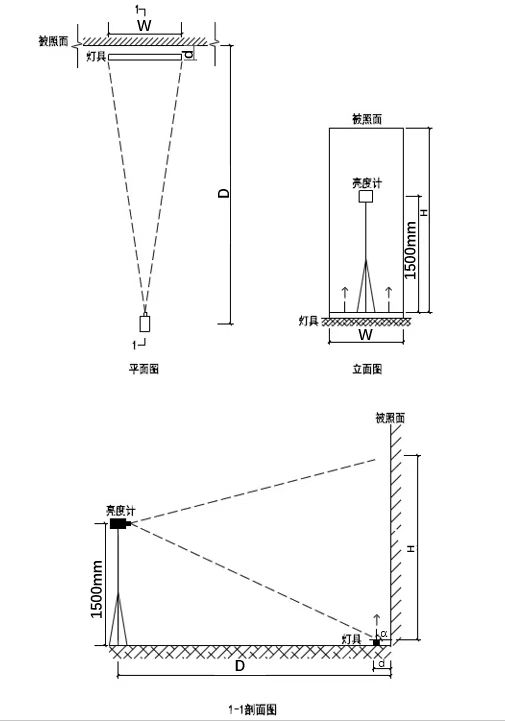 1
W
被照面
灯具
d
D
1
平面图
被照面
亮度计
1500mm
H
灯具
W
立面图
被照面
亮度计
1500mm
H
灯具
α
d
D
1-1剖面图